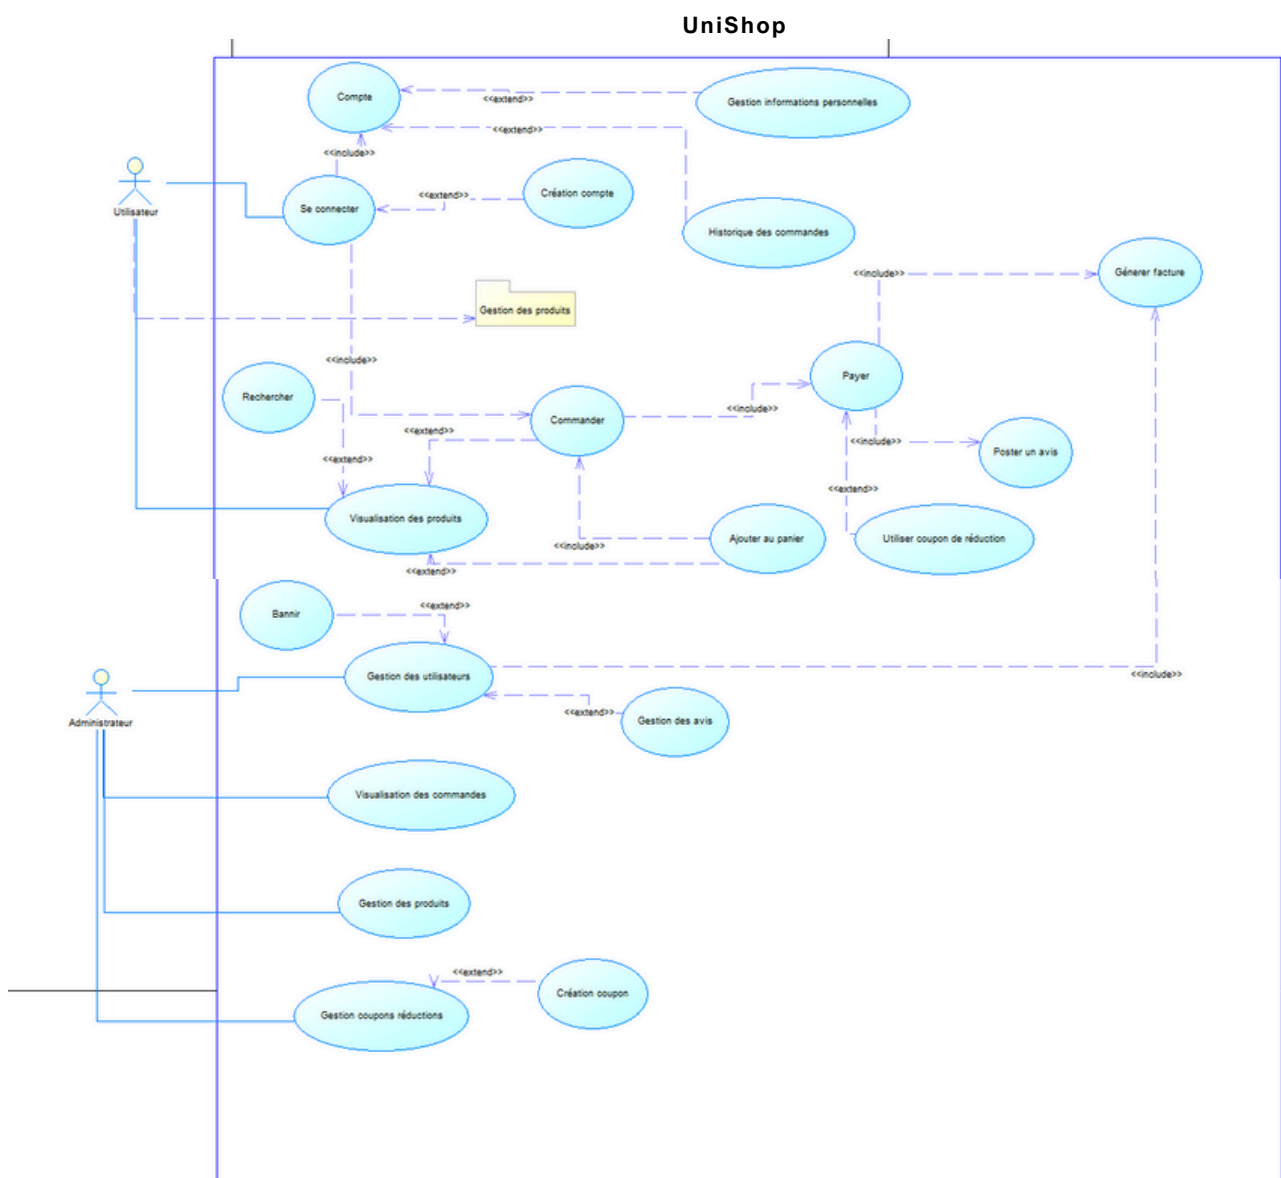 UniShop
Compte
<<extend>>
Gestion informations personnelles
<<extend>>
<<include>>
Utilisateur
Se connecter
<<extend>>
Création compte
Historique des commandes
<<include>>
Génerer facture
Gestion des produits
<<include>>
Payer
Rechercher
<<include>>
Commander
<<extend>>
<<include>>
Poster un avis
<<extend>>
<<extend>>
Visualisation des produits
<<include>>
Ajouter au panier
Utiliser coupon de réduction
<<extend>>
Bannir
<<extend>>
Gestion des utilisateurs
<<include>>
Administrateur
<<extend>>
Gestion des avis
Visualisation des commandes
Gestion des produits
<<extend>>
Création coupon
Gestion coupons réductions